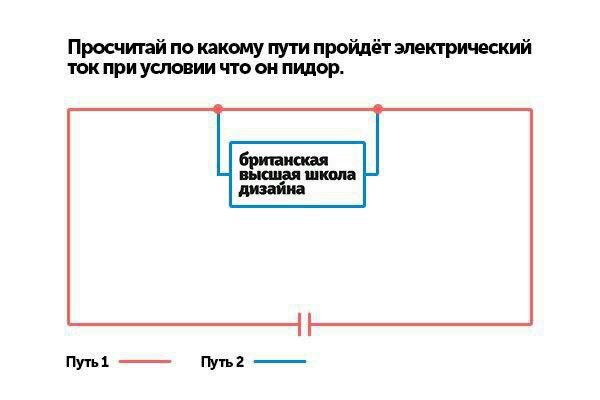 Просчитай по какому пути пройдёт электрический
ток при условии что он пидор.
британская
высшая школа
дизайна
Путь 1
Путь 2